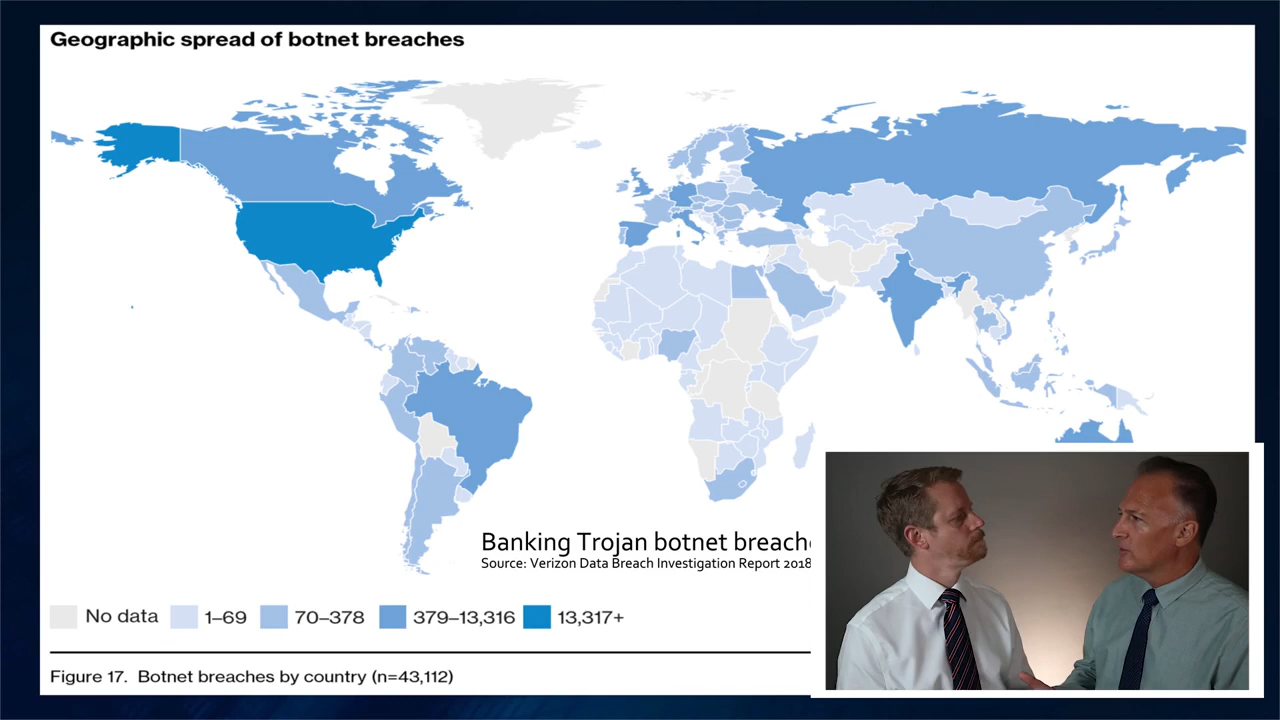 Geographic spread of botnet breaches
Banking Trojan botnet breach
Source: Verizon Data Breach Investigation Report 2018
No data
1–69
70–378
379–13,316
13,317+
Figure 17. Botnet breaches by country (n=43,112)